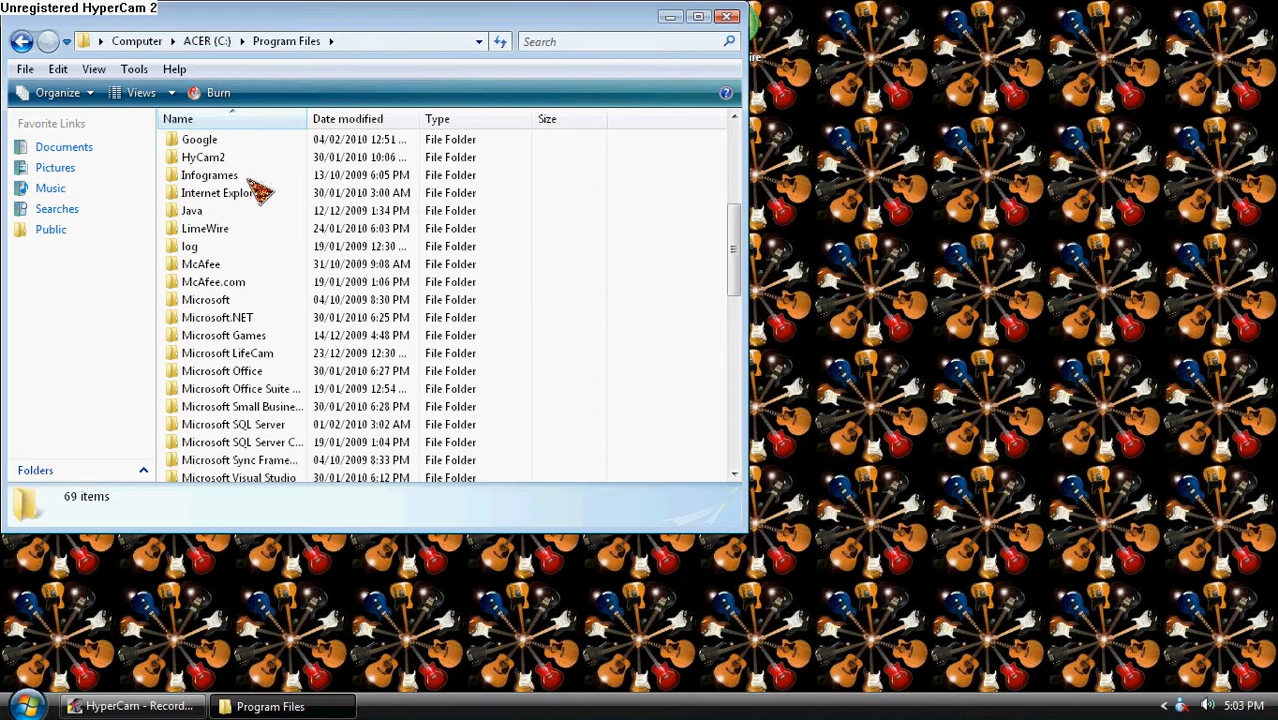 Unregistered HyperCam 2
Computer ACER (C:) Program Files
Search
File Edit View Tools Help
Organize Views Burn
Favorite Links
Documents
Pictures
Music
Searches
Public
Folders
Name Date modified Type Size
Google 04/02/2010 12:51 ... File Folder
HyCam2 30/01/2010 10:06 ... File Folder
Infogrames 13/10/2009 6:05 PM File Folder
Internet Explor 30/01/2010 3:00 AM File Folder
Java 12/12/2009 1:34 PM File Folder
LimeWire 24/01/2010 6:03 PM File Folder
log 19/01/2009 12:30 ... File Folder
McAfee 31/10/2009 9:08 AM File Folder
McAfee.com 19/01/2009 1:06 PM File Folder
Microsoft 04/10/2009 8:30 PM File Folder
Microsoft.NET 30/01/2010 6:25 PM File Folder
Microsoft Games 14/12/2009 4:48 PM File Folder
Microsoft LifeCam 23/12/2009 12:30 ... File Folder
Microsoft Office 30/01/2010 6:27 PM File Folder
Microsoft Office Suite ... 19/01/2009 12:54 ... File Folder
Microsoft Small Busine... 30/01/2010 6:28 PM File Folder
Microsoft SQL Server 01/02/2010 3:02 AM File Folder
Microsoft SQL Server C... 19/01/2009 1:04 PM File Folder
Microsoft Sync Frame... 04/10/2009 8:33 PM File Folder
Microsoft Visual Studio 30/01/2010 6:12 PM File Folder
69 items
HyperCam - Record... Program Files 5:03 PM